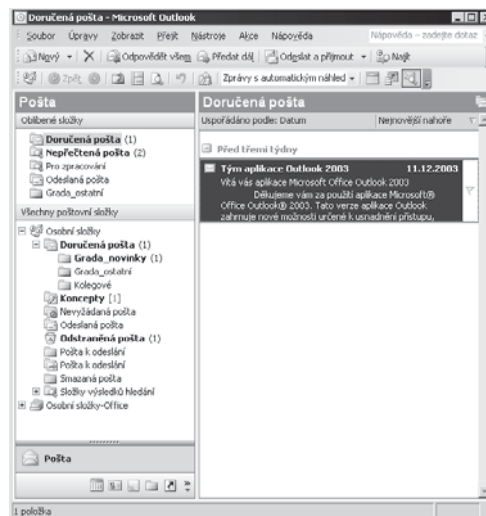 Doručená pošta - Microsoft Outlook
Soubor Úpravy Zobrazit Přejít Nástroje Akce Nápověda Nápověda – zadejte dotaz
Nový Odpovědět všem Předat dál Odeslat a přijmout Najít
Zpět Zprávy s automatickým náhled
Pošta
Oblíbené složky
Doručená pošta (1)
Nepřečtená pošta (2)
Pro zpracování
Odeslaná pošta
Grada_ostatní
Všechny poštovní složky
Osobní složky
Doručená pošta (1)
Grada_novinky (1)
Grada_ostatní
Kolegové
Koncepty [1]
Nevyžádaná pošta
Odeslaná pošta
Odstraněná pošta (1)
Pošta k odeslání
Pošta k odeslání
Smazaná pošta
Složky výsledků hledání
Osobní složky-Office
Pošta
Doručená pošta
Uspořádáno podle: Datum Nejnovější nahoře
Před třemi týdny
Tým aplikace Outlook 2003 11.12.2003
Vítá vás aplikace Microsoft Office Outlook 2003
Děkujeme vám za použití aplikace Microsoft®
Office Outlook® 2003. Tato verze aplikace Outlook
zahrnuje nové možnosti určené k usnadnění přístupu,
1 položka